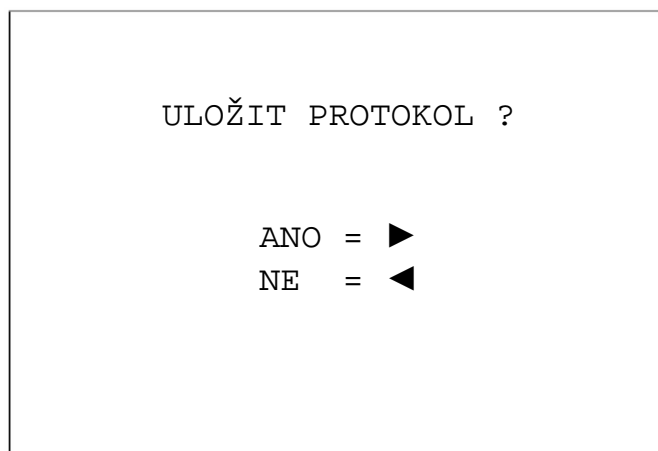 ULOŽIT PROTOKOL ?
ANO = ►
NE = ◄